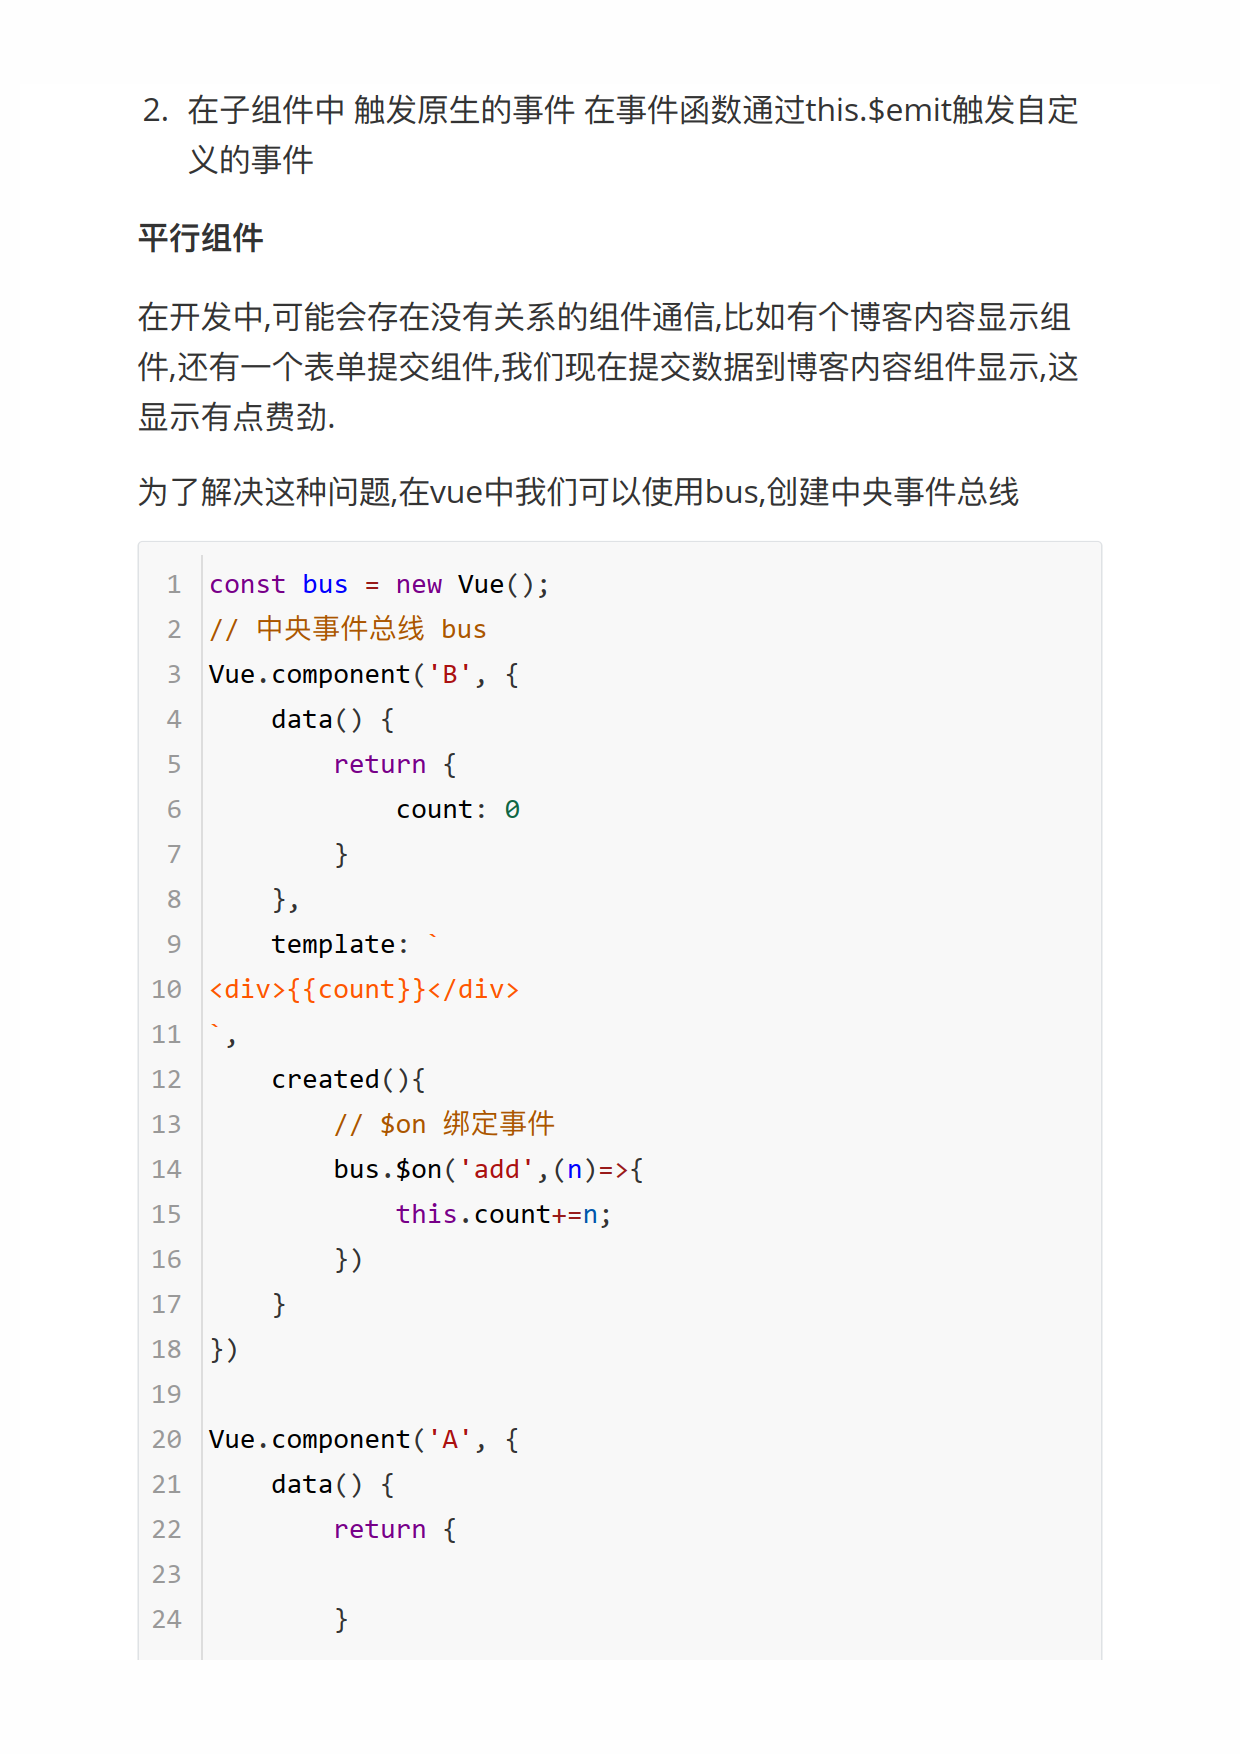 2. 在子组件中 触发原生的事件 在事件函数通过this.$emit触发自定
义的事件
平行组件
在开发中,可能会存在没有关系的组件通信,比如有个博客内容显示组
件,还有一个表单提交组件,我们现在提交数据到博客内容组件显示,这
显示有点费劲.
为了解决这种问题,在vue中我们可以使用bus,创建中央事件总线
1 const bus = new Vue();
2 // 中央事件总线 bus
3 Vue.component('B', {
4     data() {
5         return {
6             count: 0
7         }
8     },
9     template: `
10 <div>{{count}}</div>
11 `,
12     created(){
13         // $on 绑定事件
14         bus.$on('add',(n)=>{
15             this.count+=n;
16         })
17     }
18 })
19
20 Vue.component('A', {
21     data() {
22         return {
23
24         }